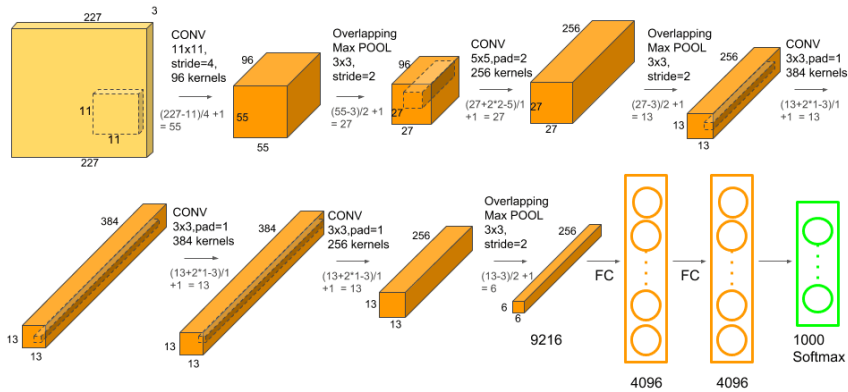 227
3
11
11
227
CONV
11x11,
stride=4,
96 kernels
(227-11)/4 +1
= 55
96
55
55
Overlapping
Max POOL
3x3,
stride=2
(55-3)/2 +1
= 27
96
27
27
CONV
5x5,pad=2
256 kernels
(27+2*2-5)/1
+1 = 27
256
27
27
Overlapping
Max POOL
3x3,
stride=2
(27-3)/2 +1
= 13
256
13
13
CONV
3x3,pad=1
384 kernels
(13+2*1-3)/1
+1 = 13
384
13
13
CONV
3x3,pad=1
384 kernels
(13+2*1-3)/1
+1 = 13
384
13
13
CONV
3x3,pad=1
256 kernels
(13+2*1-3)/1
+1 = 13
256
13
13
Overlapping
Max POOL
3x3,
stride=2
(13-3)/2 +1
= 6
256
6
6
9216
FC
4096
FC
4096
1000
Softmax